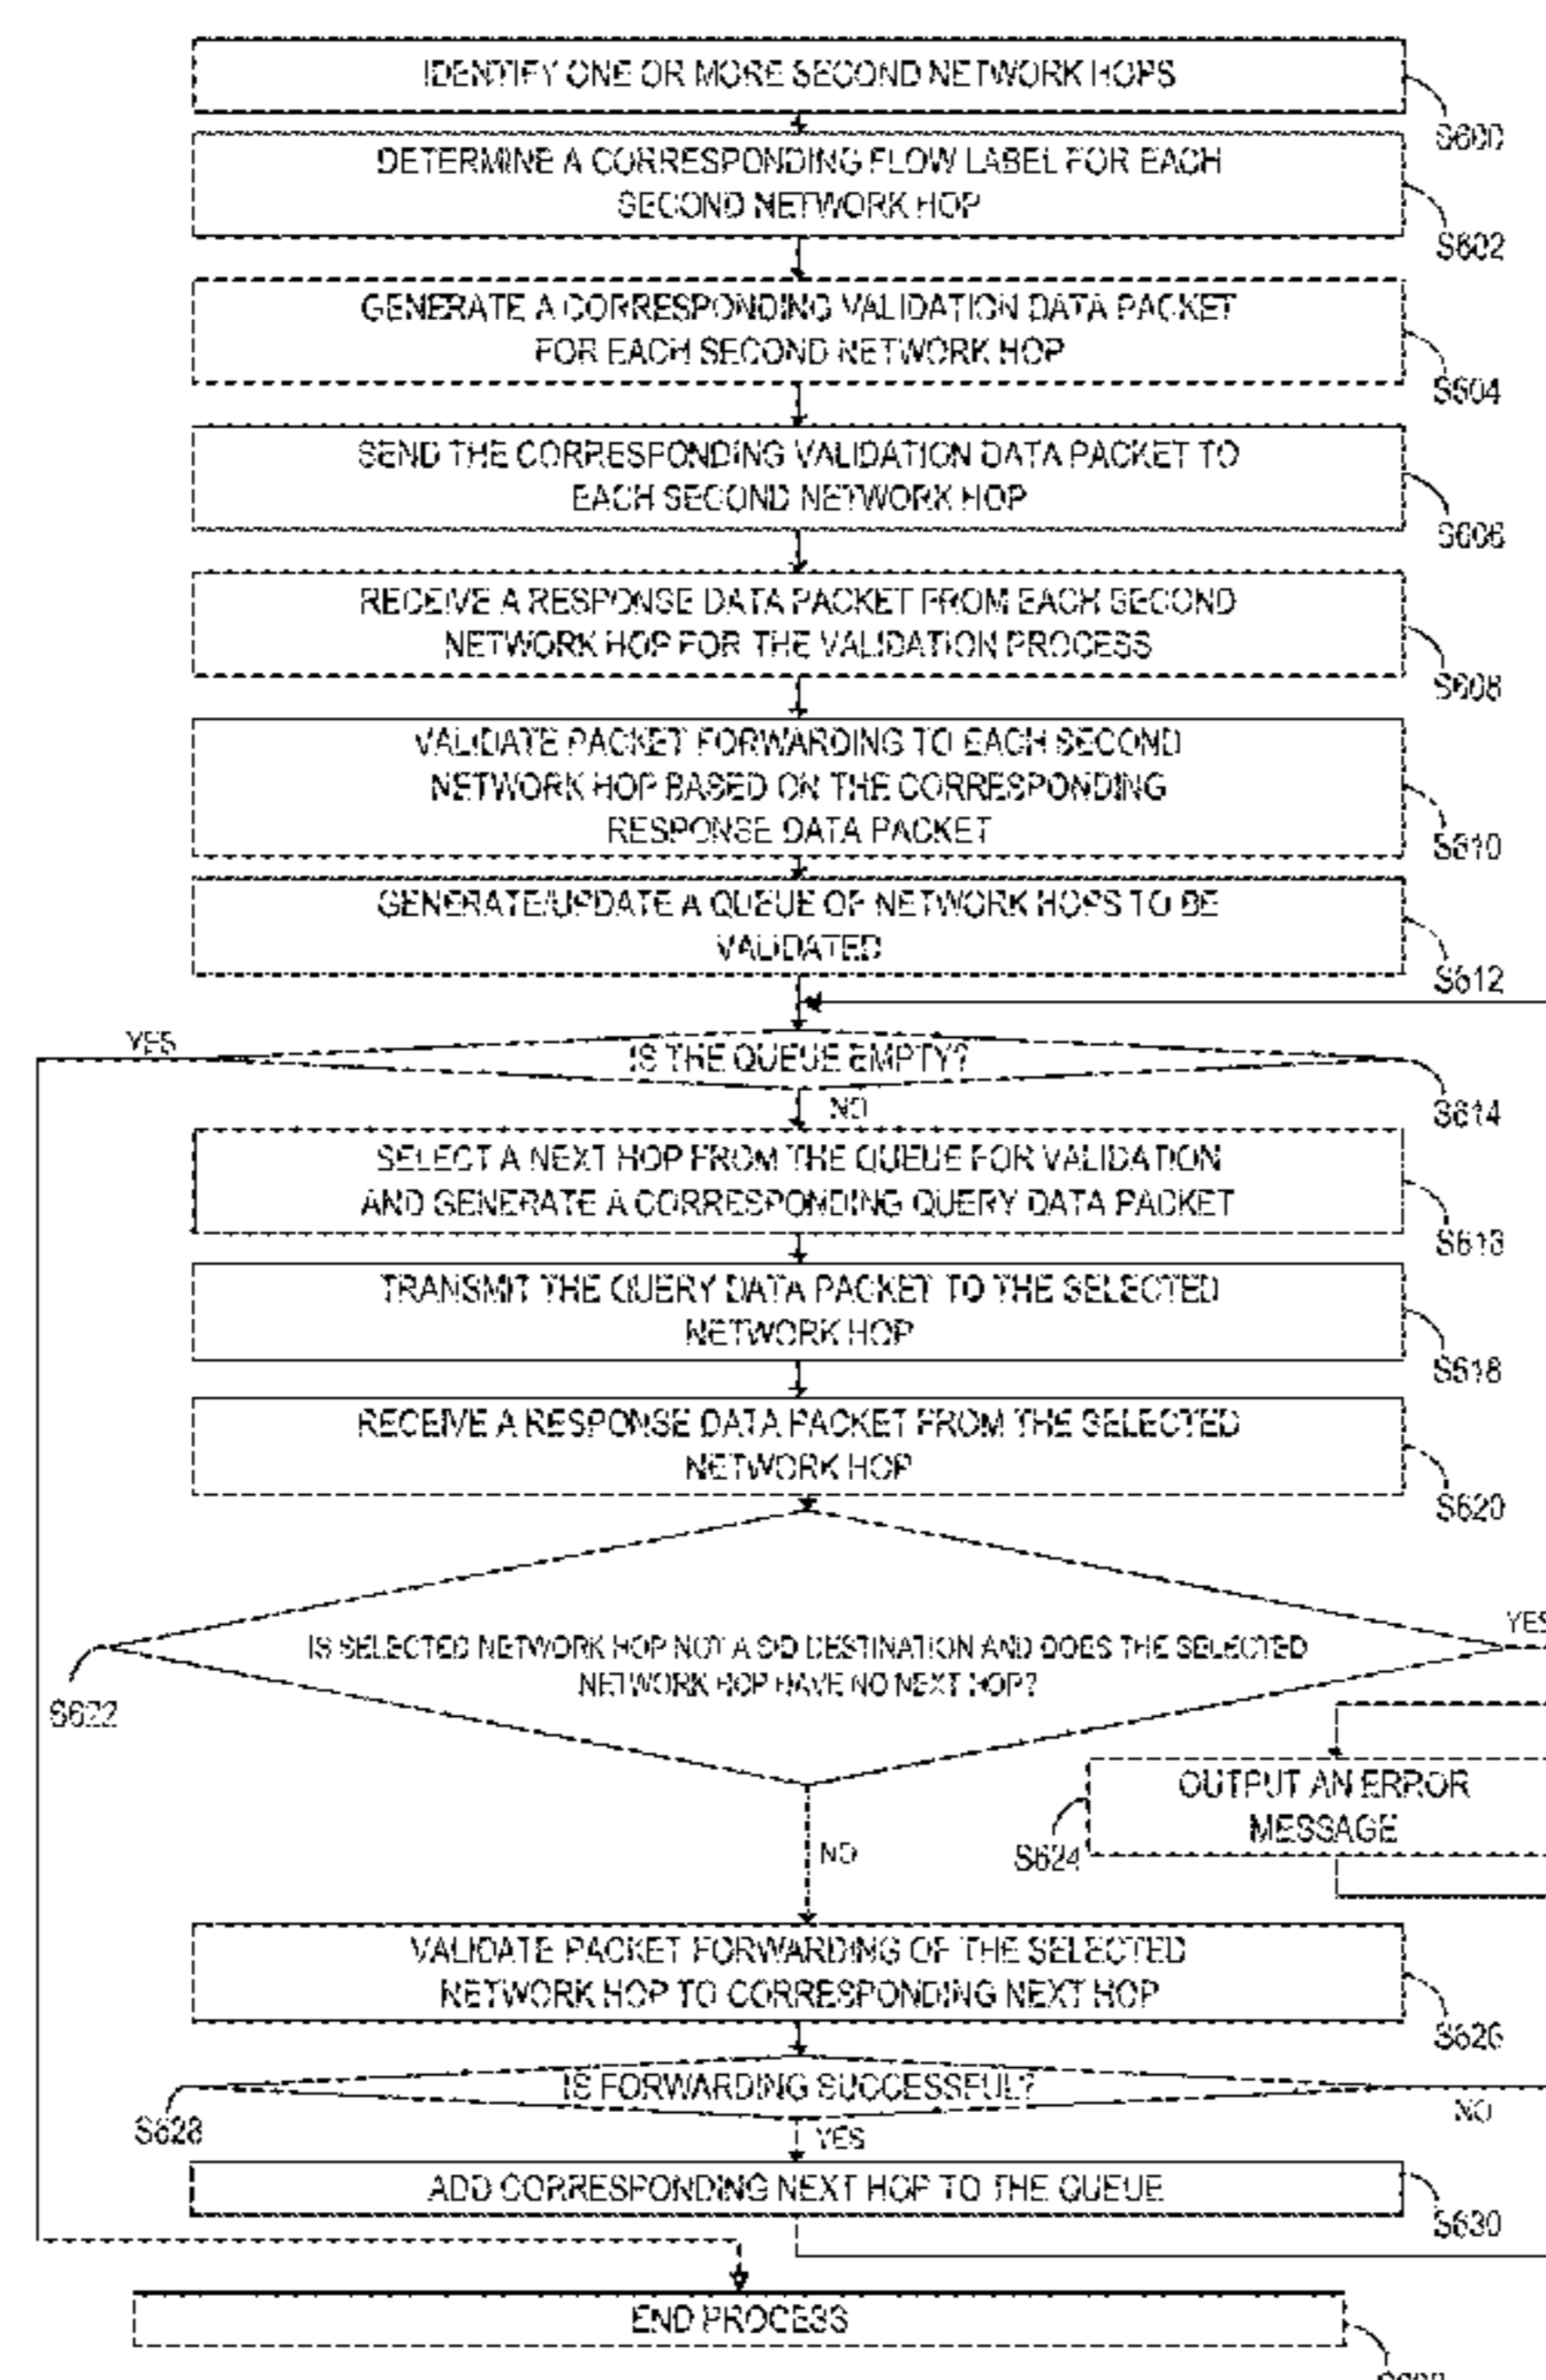 IDENTIFY ONE OR MORE SECOND NETWORK HOPS
S600
DETERMINE A CORRESPONDING FLOW LABEL FOR EACH
SECOND NETWORK HOP
S602
GENERATE A CORRESPONDING VALIDATION DATA PACKET
FOR EACH SECOND NETWORK HOP
S604
SEND THE CORRESPONDING VALIDATION DATA PACKET TO
EACH SECOND NETWORK HOP
S606
RECEIVE A RESPONSE DATA PACKET FROM EACH SECOND
NETWORK HOP FOR THE VALIDATION PROCESS
S608
VALIDATE PACKET FORWARDING TO EACH SECOND
NETWORK HOP BASED ON THE CORRESPONDING
RESPONSE DATA PACKET
S610
GENERATE/UPDATE A QUEUE OF NETWORK HOPS TO BE
VALIDATED
S612
YES
IS THE QUEUE EMPTY?
S614
NO
SELECT A NEXT HOP FROM THE QUEUE FOR VALIDATION
AND GENERATE A CORRESPONDING QUERY DATA PACKET
S616
TRANSMIT THE QUERY DATA PACKET TO THE SELECTED
NETWORK HOP
S618
RECEIVE A RESPONSE DATA PACKET FROM THE SELECTED
NETWORK HOP
S620
YES
IS SELECTED NETWORK HOP NOT A SID DESTINATION AND DOES THE SELECTED
NETWORK HOP HAVE NO NEXT HOP?
S622
OUTPUT AN ERROR
MESSAGE
S624
NO
VALIDATE PACKET FORWARDING OF THE SELECTED
NETWORK HOP TO CORRESPONDING NEXT HOP
S626
IS FORWARDING SUCCESSFUL?
NO
S628
YES
ADD CORRESPONDING NEXT HOP TO THE QUEUE
S630
END PROCESS